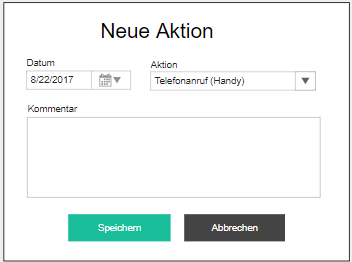 Neue Aktion
Datum
Aktion
8/22/2017
Telefonanruf (Handy)
Kommentar
Speichern
Abbrechen